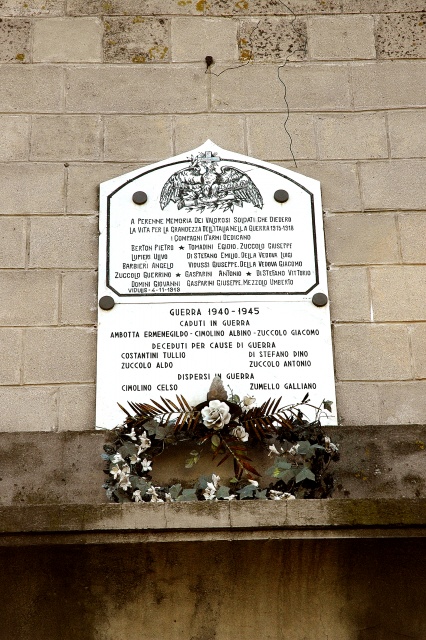 A PERENNE MEMORIA DEI VALOROSI SOLDATI, CHE DIEDERO
LA VITA PER LA GRANDEZZA DELL'ITALIA NELLA GUERRA 1915-1918
I COMPAGNI D'ARMI DEDICANO
BERTON PIETRO ★ TOMADINI EGIDIO, ZUCCOLO GIUSEPPE
LUPIERI OLIVO DI STEFANO EMILIO, DELLA VEDOVA LUIGI
BARBIERI ANGELO VIDUSSI GIUSEPPE, DELLA VEDOVA GIACOMO
ZUCCOLO GUERRINO ★ GASPARINI ANTONIO ★ DI STEFANO VITTORIO
DOMINI GIOVANNI GASPARINI GIUSEPPE, MEZZOLO UMBERTO
4-11-1919
GUERRA 1940-1945
CADUTI IN GUERRA
AMBOTTA ERMENEGILDO - CIMOLINO ALBINO - ZUCCOLO GIACOMO
DECEDUTI PER CAUSE DI GUERRA
COSTANTINI TULLIO DI STEFANO DINO
ZUCCOLO ALDO ZUCCOLO ANTONIO
DISPERSI IN GUERRA
CIMOLINO CELSO ZUMELLO GALLIANO